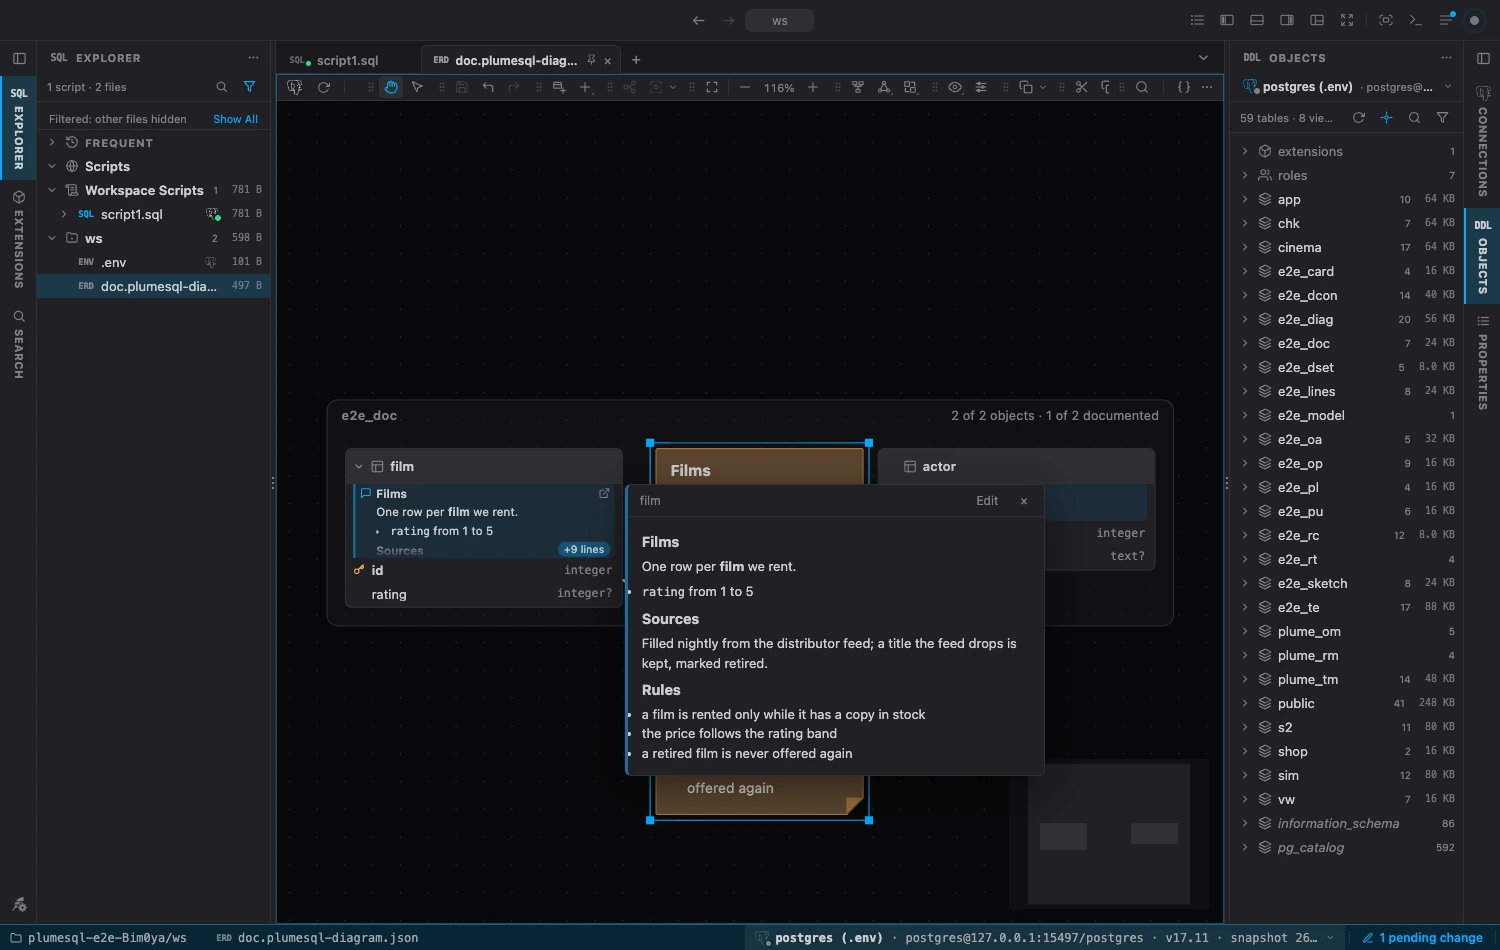 ws
SQL EXPLORER
1 script · 2 files
Filtered: other files hidden Show All
FREQUENT
Scripts
Workspace Scripts 1 781 B
SQL script1.sql 781 B
ws 2 598 B
ENV .env 101 B
ERD doc.plumesql-dia... 497 B
SQL EXPLORER
EXTENSIONS
SEARCH
SQL script1.sql
ERD doc.plumesql-diag...
116%
e2e_doc
2 of 2 objects · 1 of 2 documented
film
Films
One row per film we rent.
rating from 1 to 5
Sources
+9 lines
id integer
rating integer?
Films
offered again
actor
integer
text?
film Edit
Films
One row per film we rent.
• rating from 1 to 5
Sources
Filled nightly from the distributor feed; a title the feed drops is
kept, marked retired.
Rules
• a film is rented only while it has a copy in stock
• the price follows the rating band
• a retired film is never offered again
DDL OBJECTS
postgres (.env) · postgres@...
59 tables · 8 vie...
extensions 1
roles 7
app 10 64 KB
chk 7 64 KB
cinema 17 64 KB
e2e_card 4 16 KB
e2e_dcon 14 40 KB
e2e_diag 20 56 KB
e2e_doc 7 24 KB
e2e_dset 5 8.0 KB
e2e_lines 8 24 KB
e2e_model 1
e2e_oa 5 32 KB
e2e_op 9 16 KB
e2e_pl 4 16 KB
e2e_pu 6 16 KB
e2e_rc 12 8.0 KB
e2e_rt 4
e2e_sketch 8 24 KB
e2e_te 17 88 KB
plume_om 5
plume_rm 4
plume_tm 14 48 KB
public 41 248 KB
s2 11 80 KB
shop 2 16 KB
sim 12 80 KB
vw 7 16 KB
information_schema 86
pg_catalog 592
CONNECTIONS
DDL OBJECTS
PROPERTIES
plumesql-e2e-Bim0ya/ws
ERD doc.plumesql-diagram.json
postgres (.env) · postgres@127.0.0.1:15497/postgres · v17.11 · snapshot 26…
1 pending change